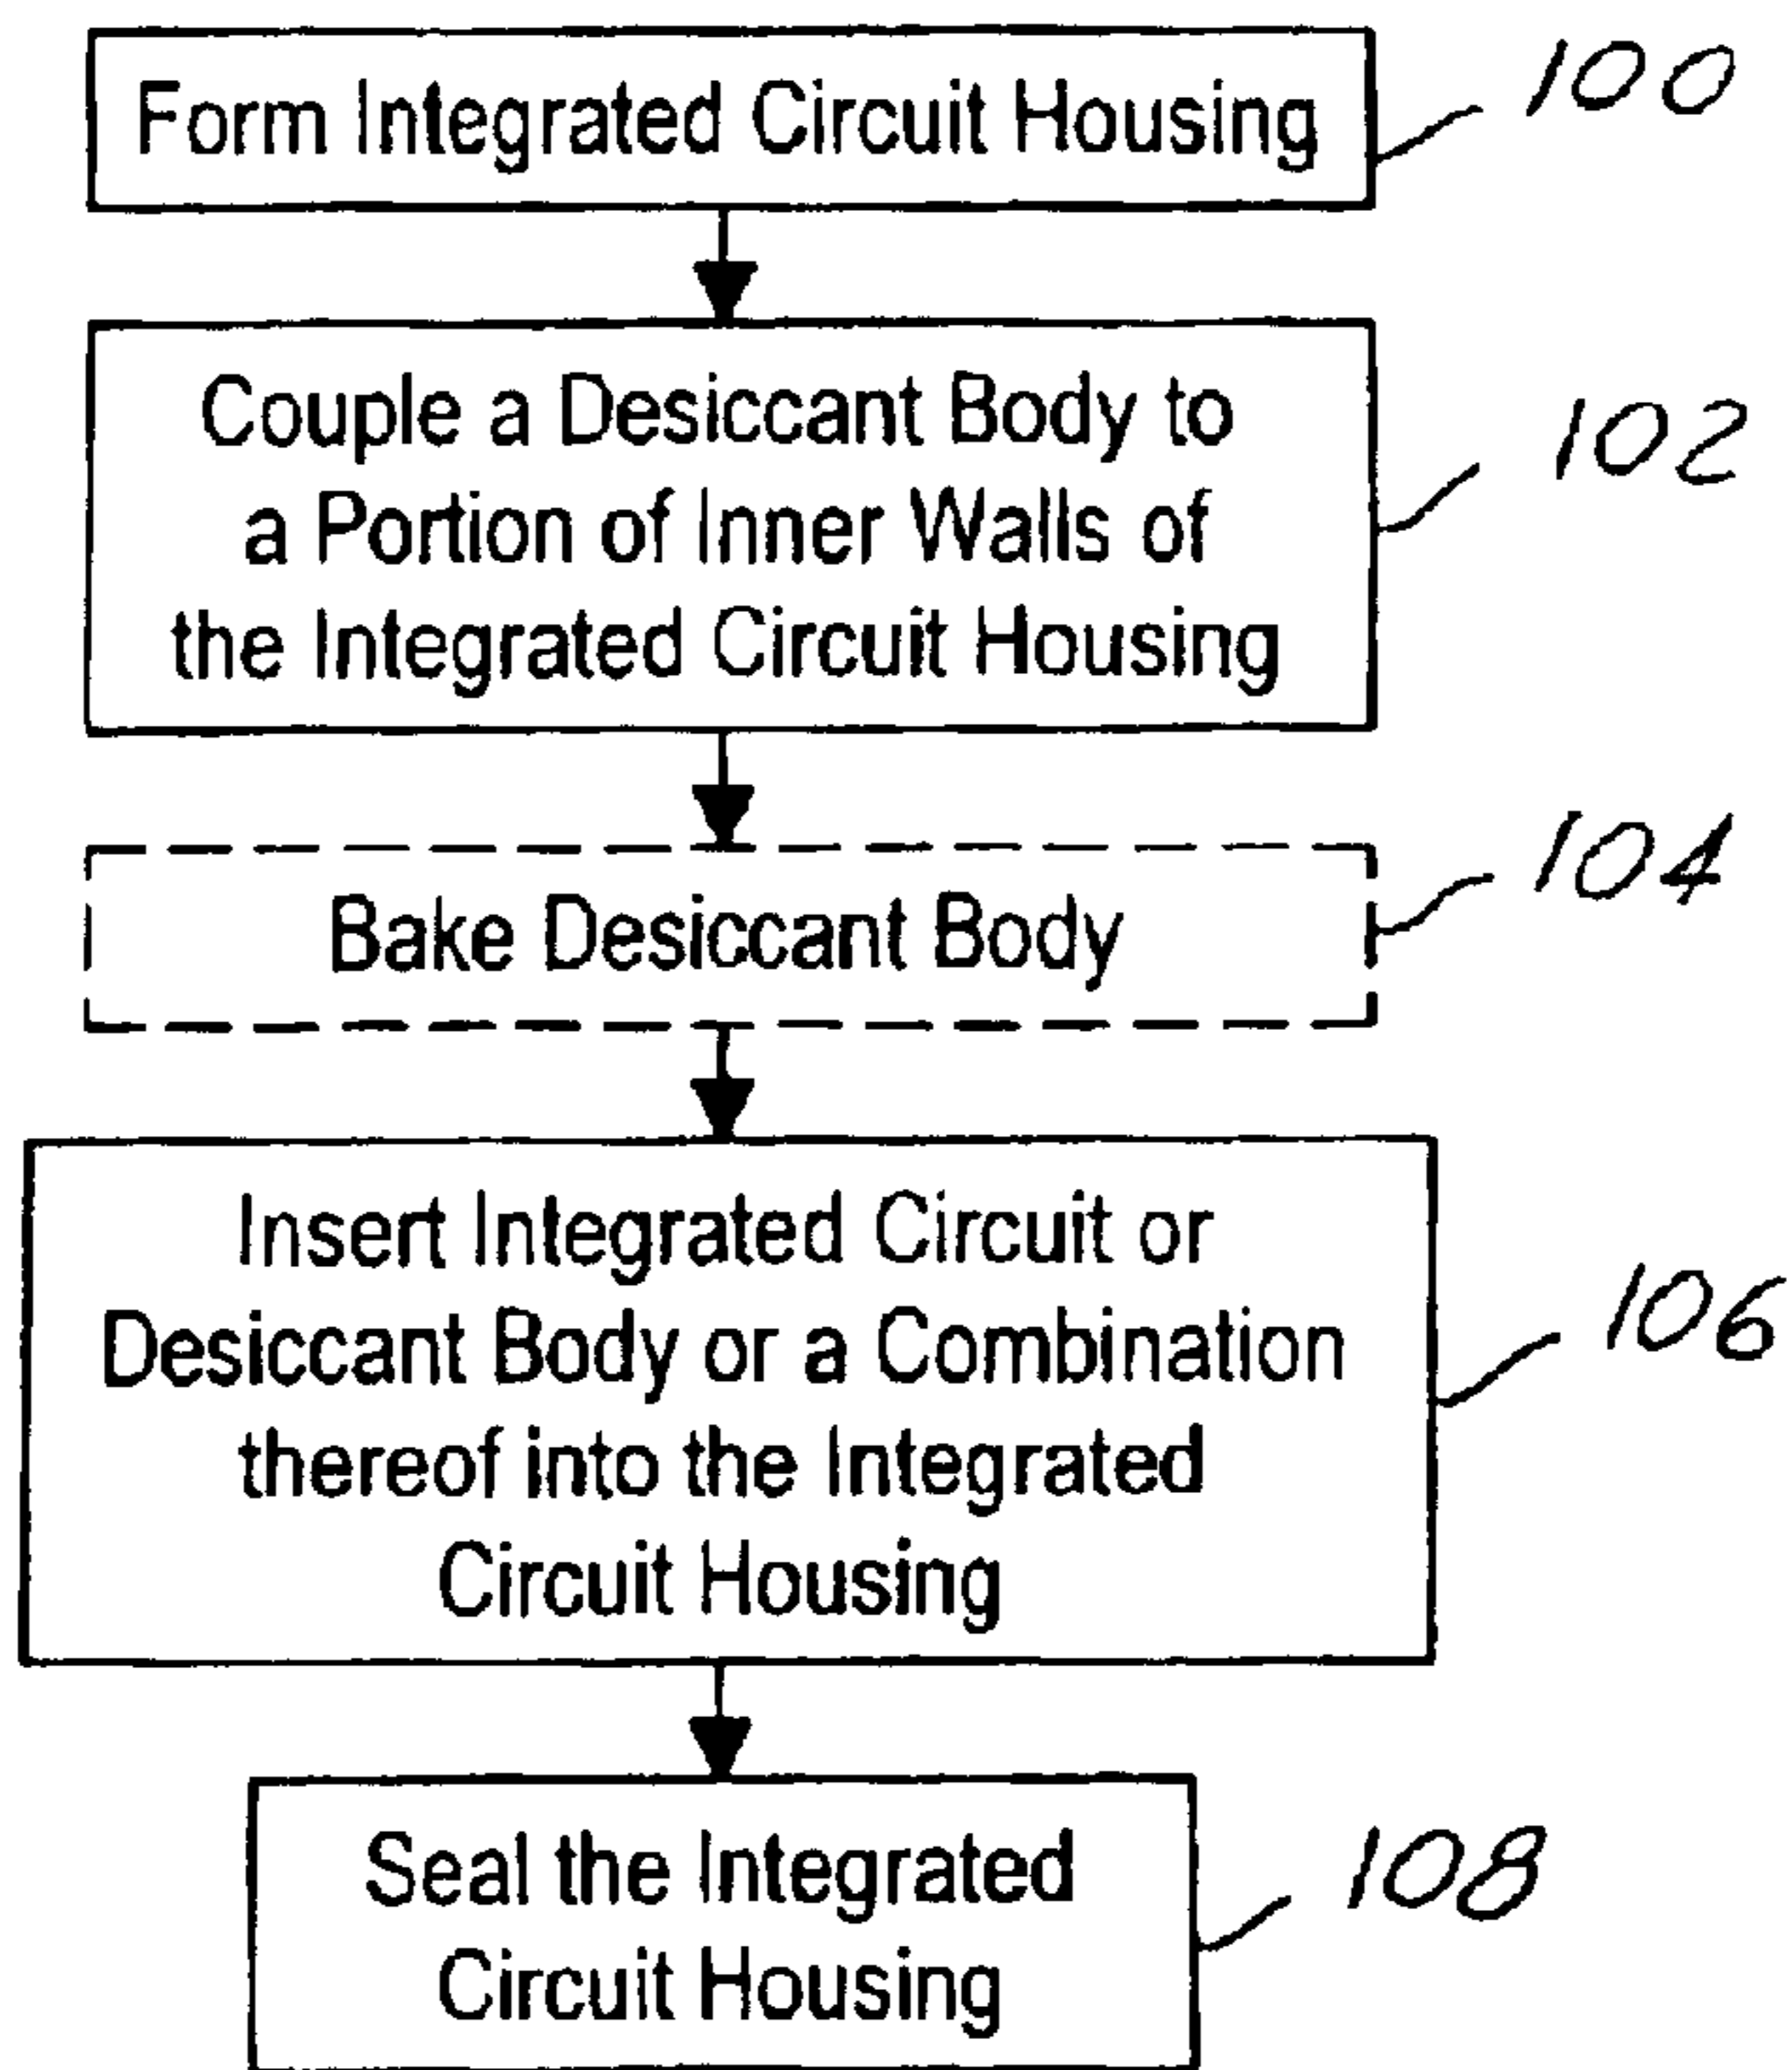 Form Integrated Circuit Housing
100
Couple a Desiccant Body to
a Portion of Inner Walls of
the Integrated Circuit Housing
102
Bake Desiccant Body
104
Insert Integrated Circuit or
Desiccant Body or a Combination
thereof into the Integrated
Circuit Housing
106
Seal the Integrated
Circuit Housing
108